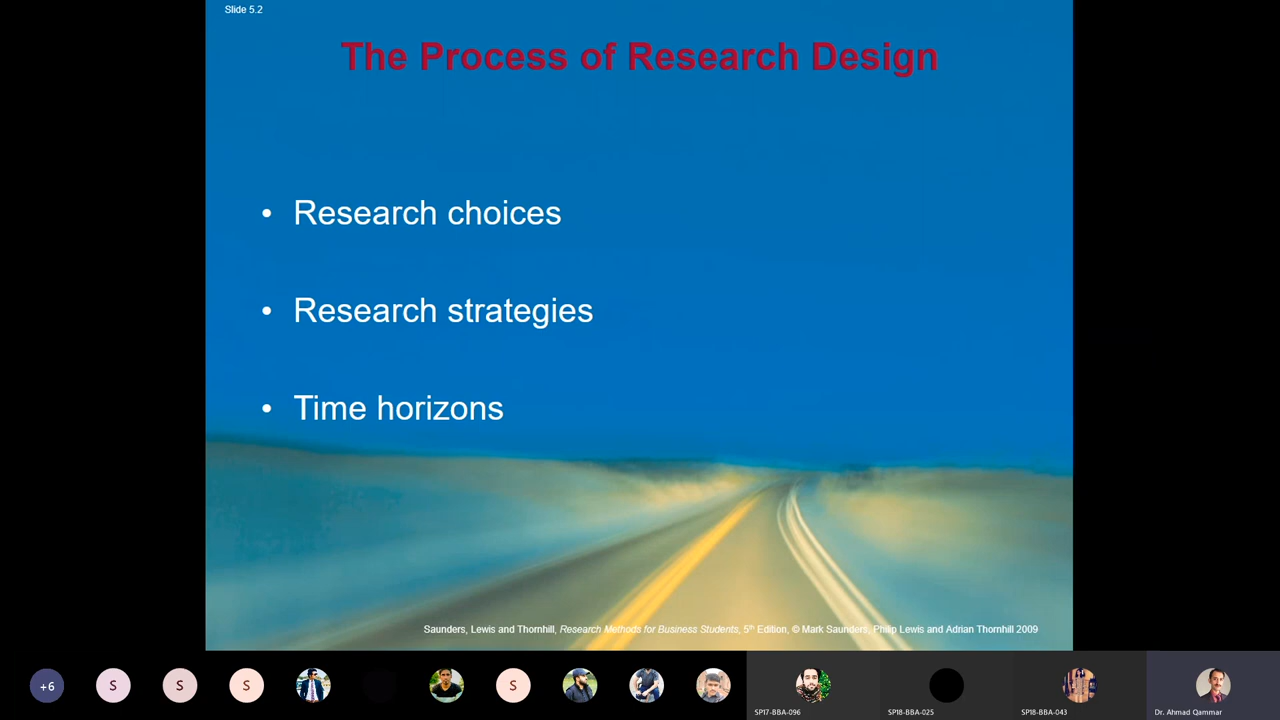 Slide 5.2
The Process of Research Design
• Research choices
• Research strategies
• Time horizons
Saunders, Lewis and Thornhill, Research Methods for Business Students, 5th Edition, © Mark Saunders, Philip Lewis and Adrian Thornhill 2009
+6
S
S
S
S
SP17-BBA-096
SP18-BBA-025
SP18-BBA-043
Dr. Ahmad Qammar